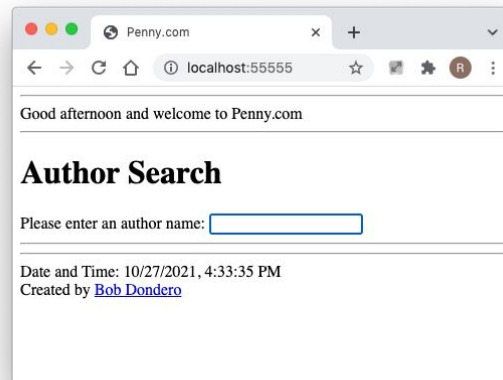 Penny.com
localhost:55555
R
Good afternoon and welcome to Penny.com
Author Search
Please enter an author name:
Date and Time: 10/27/2021, 4:33:35 PM
Created by Bob Dondero